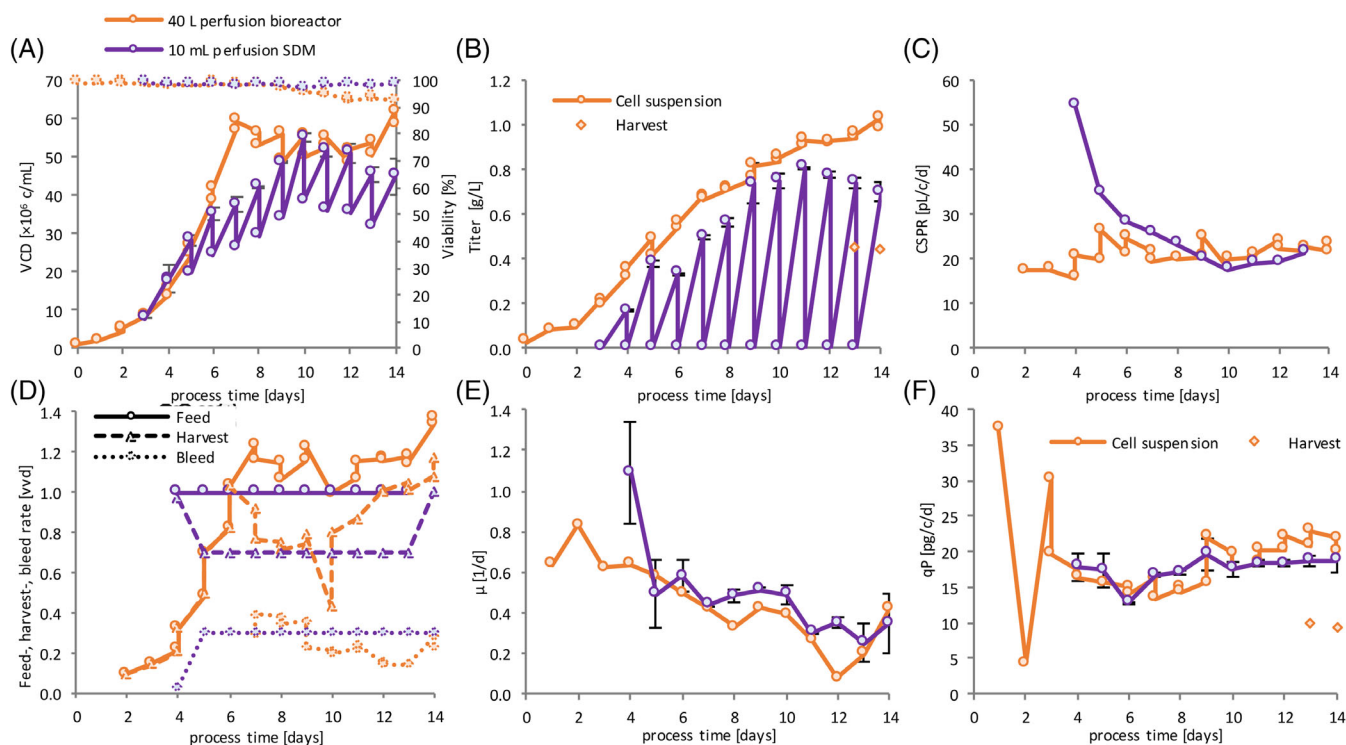 40 L perfusion bioreactor
10 mL perfusion SDM
(A)
70
60
50
40
30
20
10
0
VCD [×10⁶ c/mL]
100
90
80
70
60
50
40
30
20
10
0
Viability [%]
0 2 4 6 8 10 12 14
process time [days]
(B)
1.2
1.0
0.8
0.6
0.4
0.2
0.0
Titer [g/L]
Cell suspension
Harvest
0 2 4 6 8 10 12 14
process time [days]
(C)
60
50
40
30
20
10
0
CSPR [pL/c/d]
0 2 4 6 8 10 12 14
process time [days]
(D)
1.4
1.2
1.0
0.8
0.6
0.4
0.2
0.0
Feed-, harvest-, bleed rate [vvd]
Feed
Harvest
Bleed
0 2 4 6 8 10 12 14
process time [days]
(E)
1.4
1.2
1.0
0.8
0.6
0.4
0.2
0.0
µ [1/d]
0 2 4 6 8 10 12 14
process time [days]
(F)
40
35
30
25
20
15
10
5
0
qP [pg/c/d]
Cell suspension
Harvest
0 2 4 6 8 10 12 14
process time [days]